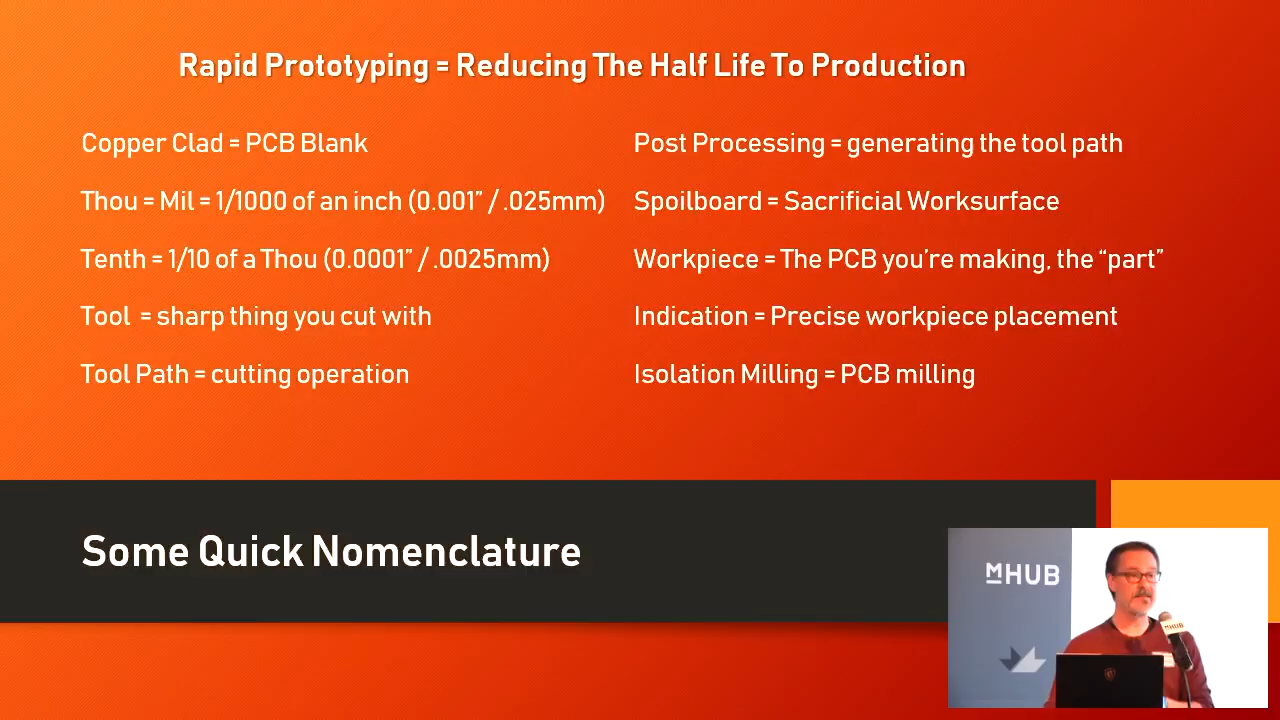 Rapid Prototyping = Reducing The Half Life To Production
Copper Clad = PCB Blank
Thou = Mil = 1/1000 of an inch (0.001” / .025mm)
Tenth = 1/10 of a Thou (0.0001” / .0025mm)
Tool  = sharp thing you cut with
Tool Path = cutting operation
Post Processing = generating the tool path
Spoilboard = Sacrificial Worksurface
Workpiece = The PCB you’re making, the “part”
Indication = Precise workpiece placement
Isolation Milling = PCB milling
Some Quick Nomenclature
MHUB
MHUB